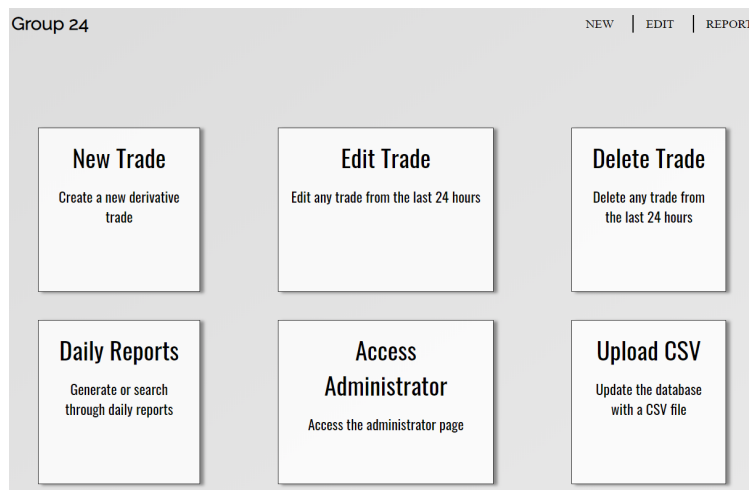 Group 24
NEW
EDIT
REPORT
New Trade
Create a new derivative
trade
Edit Trade
Edit any trade from the last 24 hours
Delete Trade
Delete any trade from
the last 24 hours
Daily Reports
Generate or search
through daily reports
Access
Administrator
Access the administrator page
Upload CSV
Update the database
with a CSV file